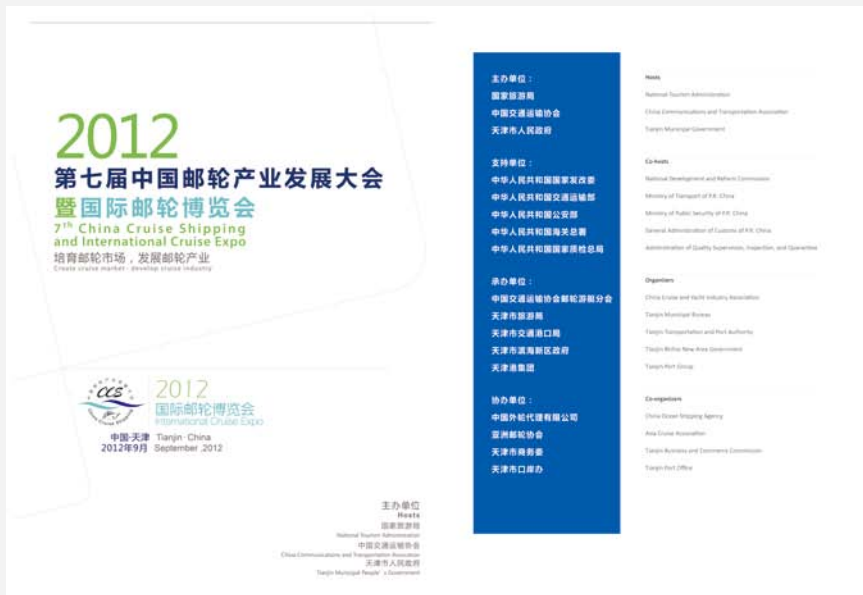 2012
第七届中国邮轮产业发展大会
暨国际邮轮博览会
7th China Cruise Shipping
and International Cruise Expo
培育邮轮市场，发展邮轮产业
Create cruise market · develop cruise industry
CCS
China Cruise Shipping
2012
国际邮轮博览会
International Cruise Expo
中国·天津 Tianjin · China
2012年9月 September ,2012
主办单位
Hosts
国家旅游局
National Tourism Administration
中国交通运输协会
China Communications and Transportation Association
天津市人民政府
Tianjin Municipal People's Government
主办单位：
国家旅游局
中国交通运输协会
天津市人民政府
支持单位：
中华人民共和国国家发改委
中华人民共和国交通运输部
中华人民共和国公安部
中华人民共和国海关总署
中华人民共和国国家质检总局
承办单位：
中国交通运输协会邮轮游艇分会
天津市旅游局
天津市交通港口局
天津市滨海新区政府
天津港集团
协办单位：
中国外轮代理有限公司
亚洲邮轮协会
天津市商务委
天津市口岸办
Hosts
National Tourism Administration
China Communications and Transportation Association
Tianjin Municipal Government
Co-hosts
National Development and Reform Commission
Ministry of Transport of P.R. China
Ministry of Public Security of P.R. China
General Administration of Customs of P.R. China
Administration of Quality Supervision, Inspection, and Quarantine
Organizers
China Cruise and Yacht Industry Association
Tianjin Municipal Bureau
Tianjin Transportation and Port Authority
Tianjin Binhai New Area Government
Tianjin Port Group
Co-organizers
China Ocean Shipping Agency
Asia Cruise Association
Tianjin Business and Commerce Commission
Tianjin Port Office